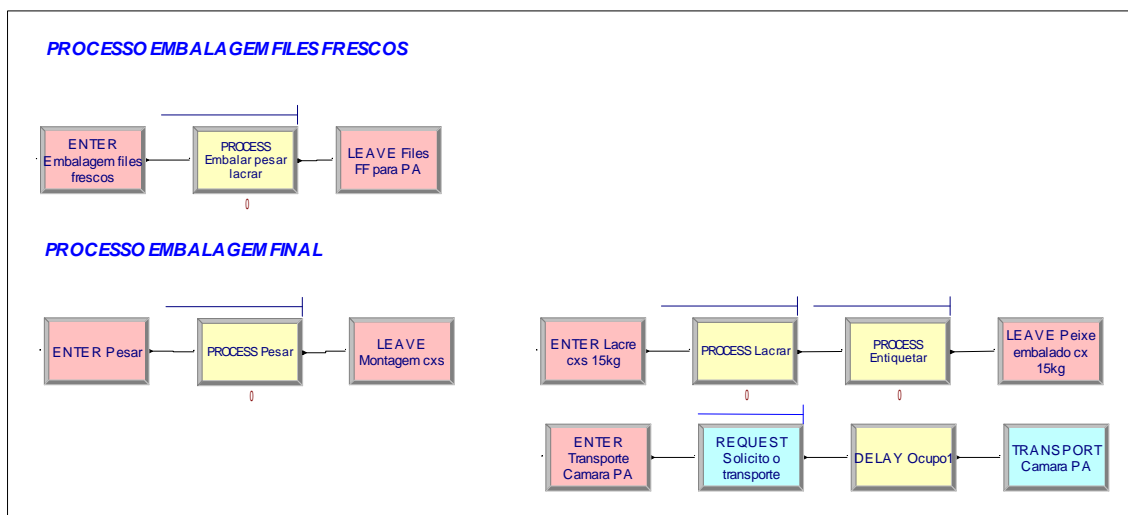 PROCESSO EMBALAGEM FILES FRESCOS
ENTER
Embalagem files
frescos
PROCESS
Embalar pesar
lacrar
0
LEAVE Files
FF para PA
PROCESSO EMBALAGEM FINAL
ENTER Pesar
PROCESS Pesar
0
LEAVE
Montagem cxs
ENTER Lacre
cxs 15kg
PROCESS Lacrar
0
PROCESS
Entiquetar
0
LEAVE Peixe
embalado cx
15kg
ENTER
Transporte
Camara PA
REQUEST
Solicito o
transporte
DELAY Ocupo1
TRANSPORT
Camara PA